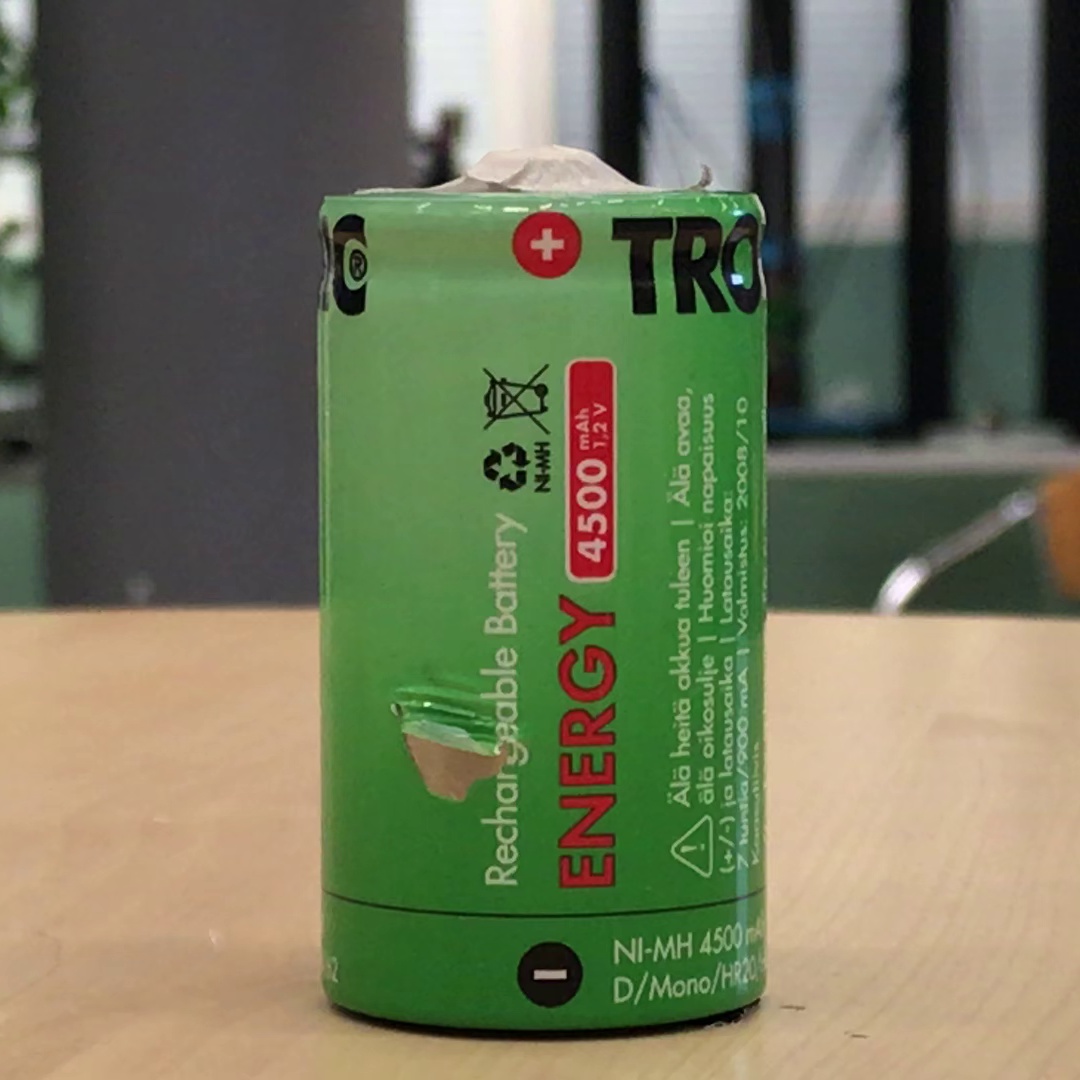 ®
+
TRO
Rechargeable Battery
NI-MH
ENERGY
4500 mAh
1,2 V
Älä heitä akkua tuleen | Älä avaa,
älä oikosulje | Huomioi napaisuus
(+/-) ja latausaika | Latausaika:
7 tuntia/900 mA | Valmistus: 2008/10
NI-MH 4500 mA
D/Mono/HR20